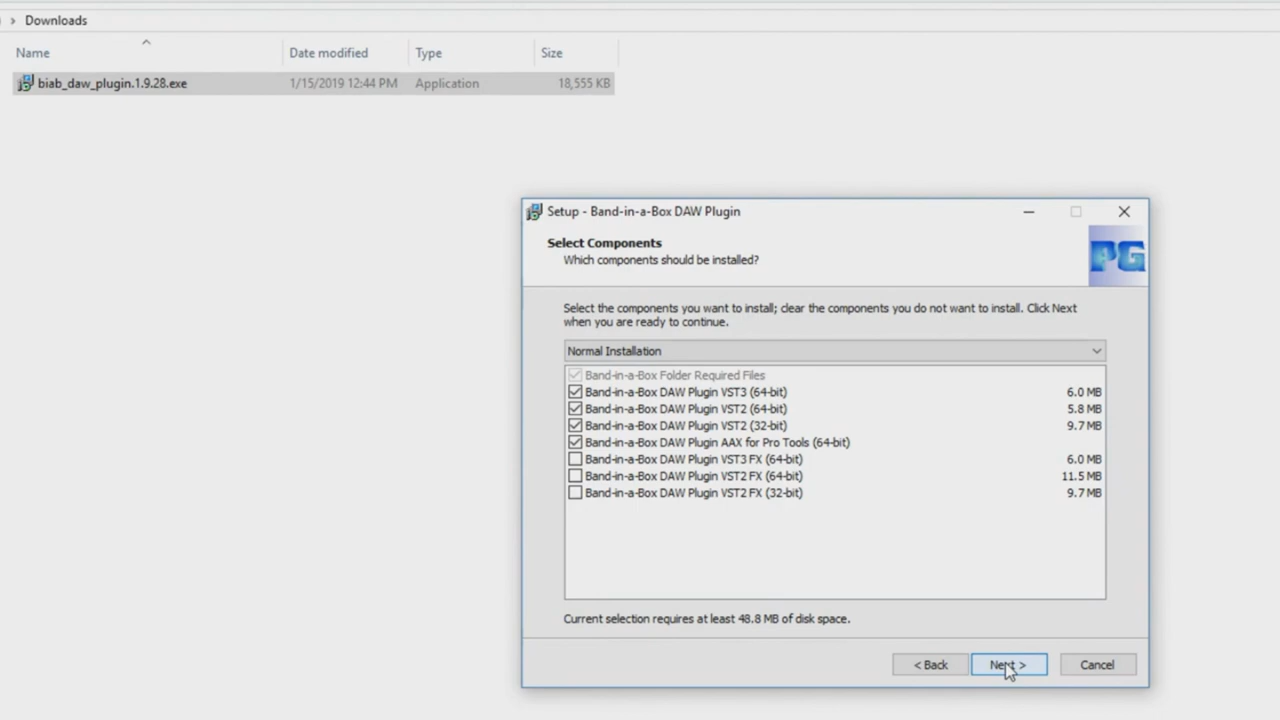 Downloads
Name Date modified Type Size
biab_daw_plugin.1.9.28.exe 1/15/2019 12:44 PM Application 18,555 KB
Setup - Band-in-a-Box DAW Plugin
Select Components
Which components should be installed?
PG
Select the components you want to install; clear the components you do not want to install. Click Next
when you are ready to continue.
Normal Installation
Band-in-a-Box Folder Required Files
Band-in-a-Box DAW Plugin VST3 (64-bit) 6.0 MB
Band-in-a-Box DAW Plugin VST2 (64-bit) 5.8 MB
Band-in-a-Box DAW Plugin VST2 (32-bit) 9.7 MB
Band-in-a-Box DAW Plugin AAX for Pro Tools (64-bit)
Band-in-a-Box DAW Plugin VST3 FX (64-bit) 6.0 MB
Band-in-a-Box DAW Plugin VST2 FX (64-bit) 11.5 MB
Band-in-a-Box DAW Plugin VST2 FX (32-bit) 9.7 MB
Current selection requires at least 48.8 MB of disk space.
< Back Next > Cancel